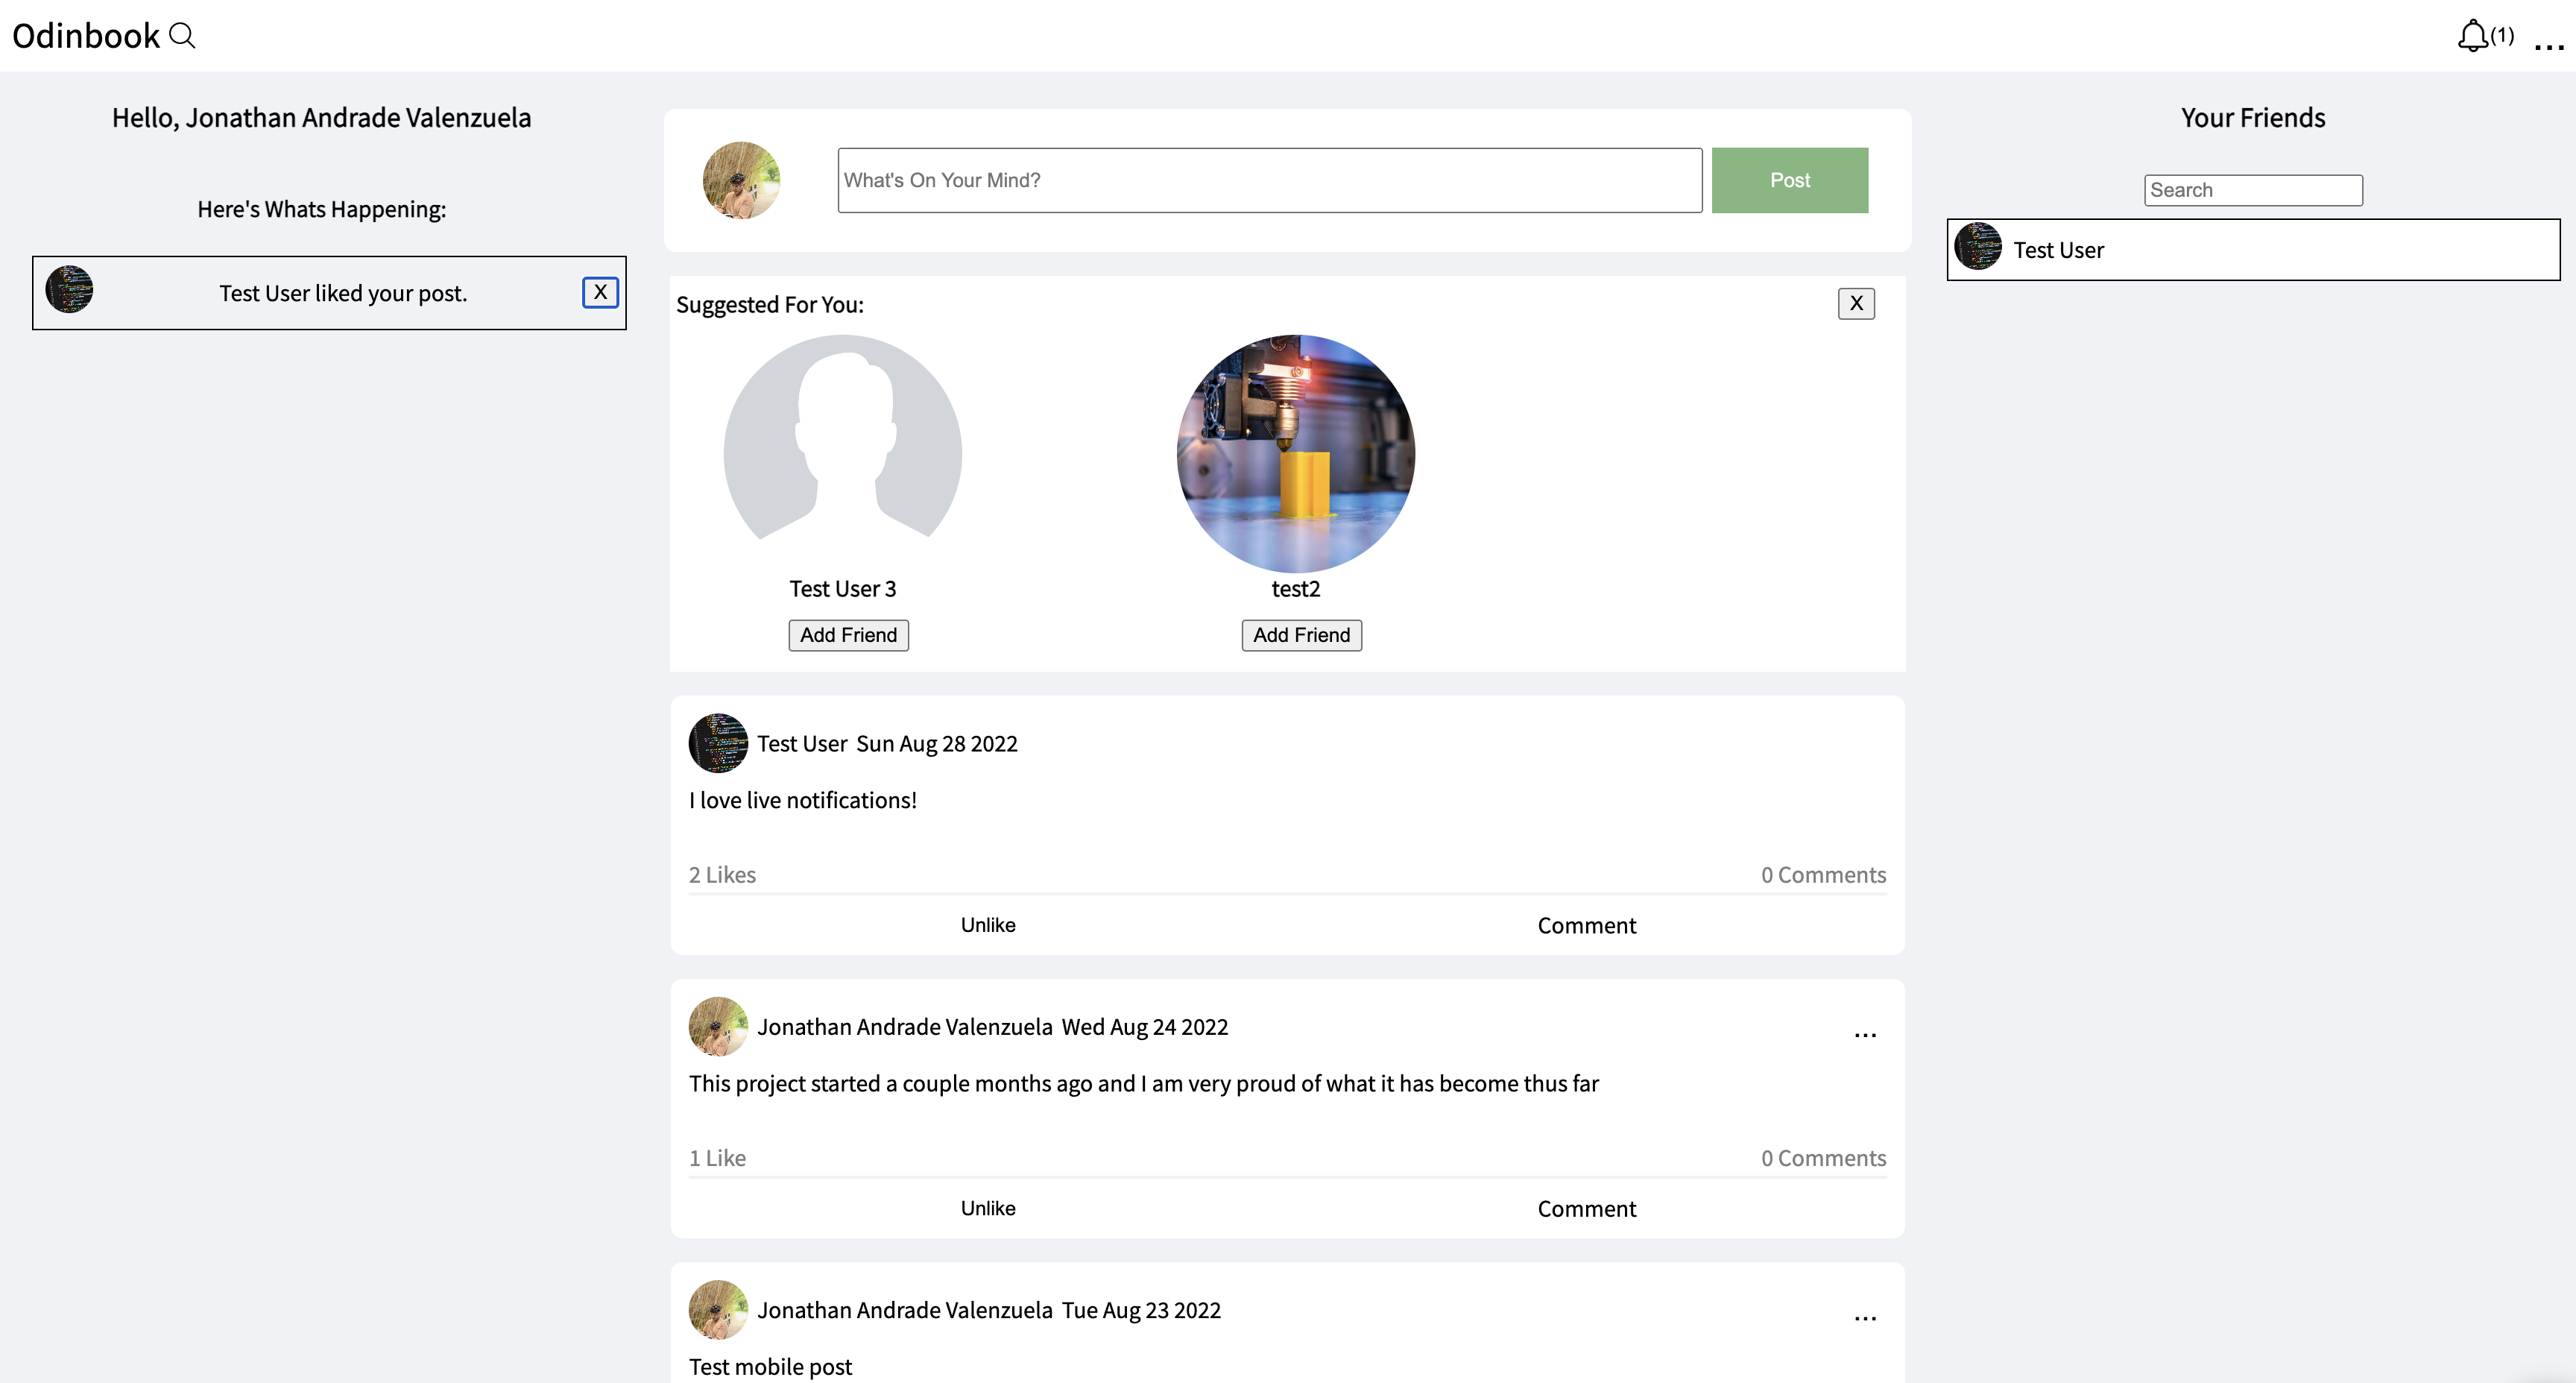 Odinbook
(1)
...
Hello, Jonathan Andrade Valenzuela
Here's Whats Happening:
Test User liked your post.
X
What's On Your Mind?
Post
Suggested For You:
X
Test User 3
Add Friend
test2
Add Friend
Test User Sun Aug 28 2022
I love live notifications!
2 Likes
0 Comments
Unlike
Comment
Jonathan Andrade Valenzuela Wed Aug 24 2022
...
This project started a couple months ago and I am very proud of what it has become thus far
1 Like
0 Comments
Unlike
Comment
Jonathan Andrade Valenzuela Tue Aug 23 2022
...
Test mobile post
Your Friends
Search
Test User